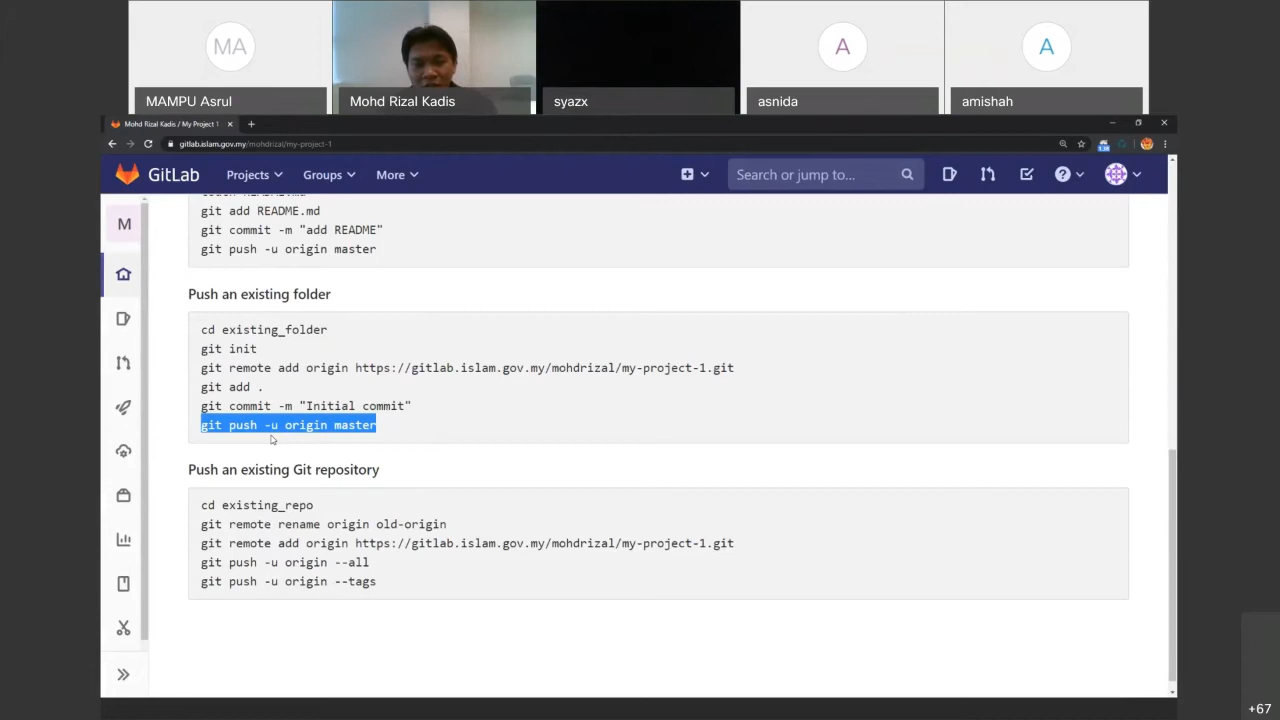 MA
A
A
MAMPU Asrul
Mohd Rizal Kadis
syazx
asnida
amishah
Mohd Rizal Kadis / My Project 1
gitlab.islam.gov.my/mohdrizal/my-project-1
GitLab
Projects
Groups
More
Search or jump to...
M
git add README.md
git commit -m "add README"
git push -u origin master
Push an existing folder
cd existing_folder
git init
git remote add origin https://gitlab.islam.gov.my/mohdrizal/my-project-1.git
git add .
git commit -m "Initial commit"
git push -u origin master
Push an existing Git repository
cd existing_repo
git remote rename origin old-origin
git remote add origin https://gitlab.islam.gov.my/mohdrizal/my-project-1.git
git push -u origin --all
git push -u origin --tags
+67